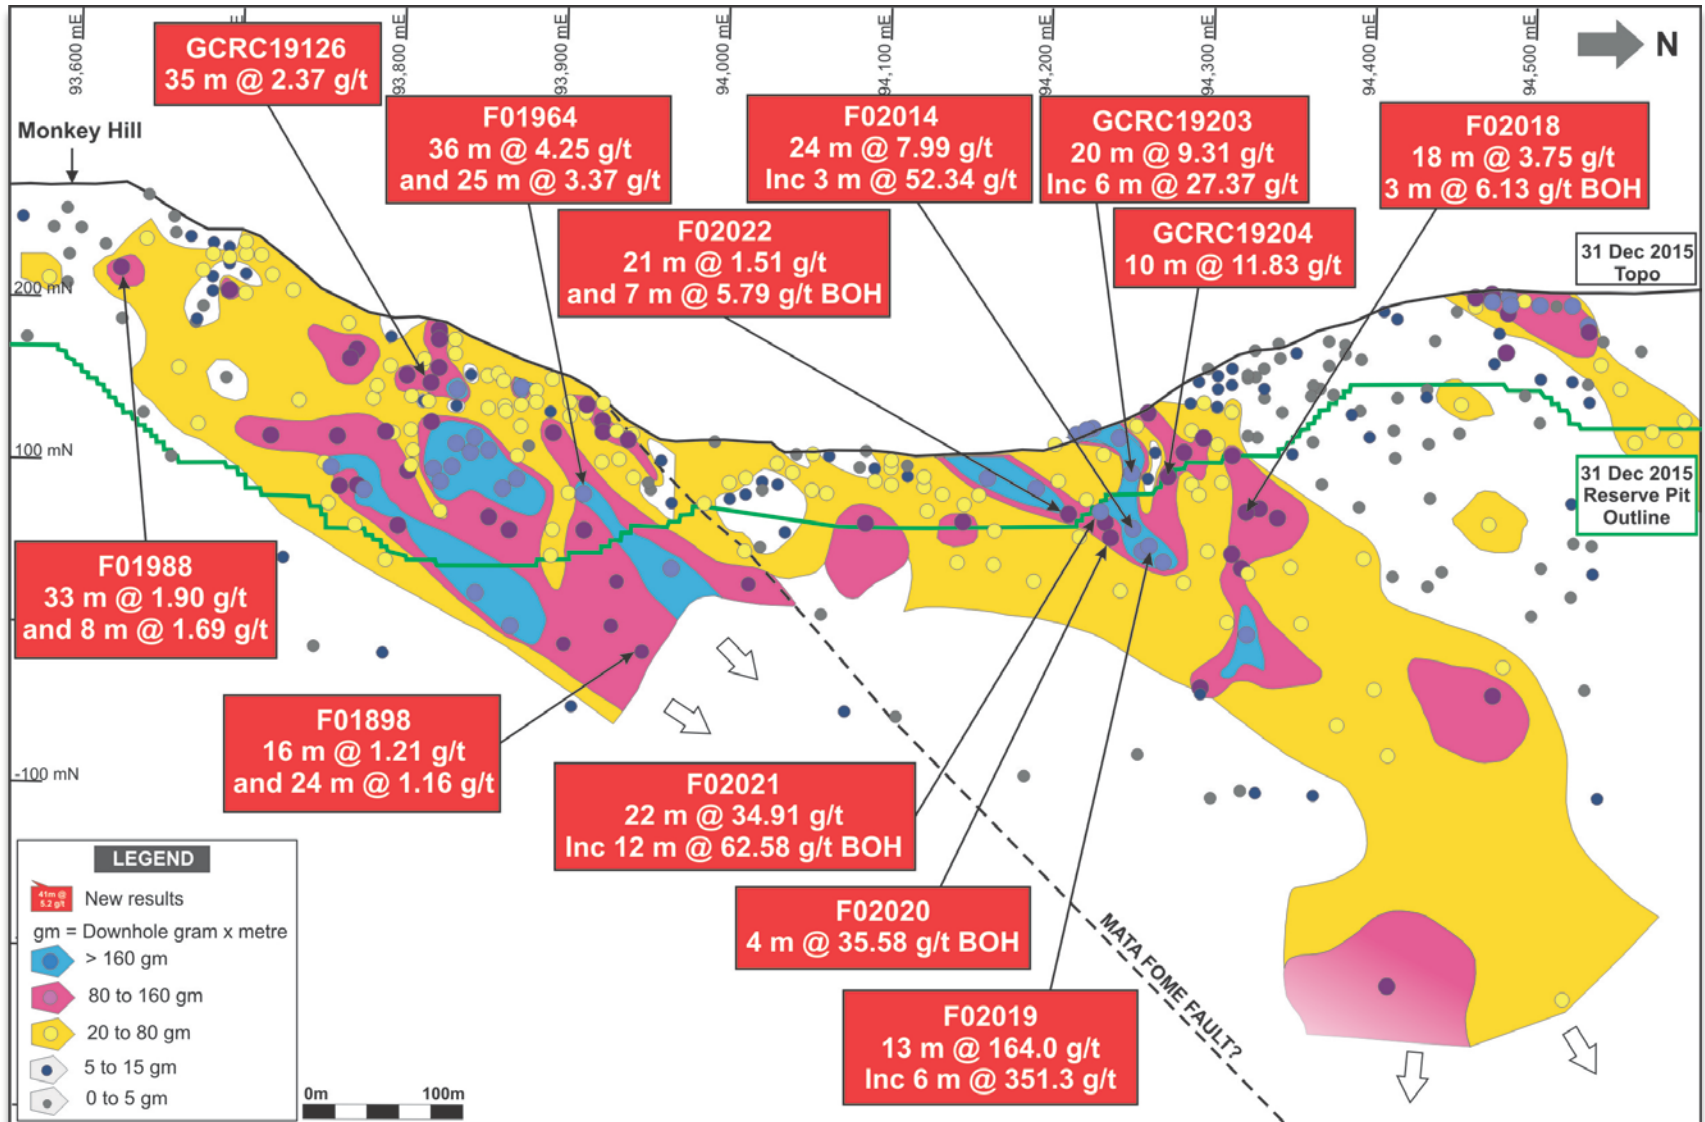 93,600 mE
93,800 mE
93,900 mE
94,000 mE
94,100 mE
94,200 mE
94,300 mE
94,400 mE
94,500 mE
N
GCRC19126
35 m @ 2.37 g/t
Monkey Hill
F01964
36 m @ 4.25 g/t
and 25 m @ 3.37 g/t
F02014
24 m @ 7.99 g/t
Inc 3 m @ 52.34 g/t
GCRC19203
20 m @ 9.31 g/t
Inc 6 m @ 27.37 g/t
F02018
18 m @ 3.75 g/t
3 m @ 6.13 g/t BOH
F02022
21 m @ 1.51 g/t
and 7 m @ 5.79 g/t BOH
GCRC19204
10 m @ 11.83 g/t
31 Dec 2015
Topo
200 mN
100 mN
31 Dec 2015
Reserve Pit
Outline
F01988
33 m @ 1.90 g/t
and 8 m @ 1.69 g/t
F01898
16 m @ 1.21 g/t
and 24 m @ 1.16 g/t
-100 mN
F02021
22 m @ 34.91 g/t
Inc 12 m @ 62.58 g/t BOH
F02020
4 m @ 35.58 g/t BOH
MATA FOME FAULT?
F02019
13 m @ 164.0 g/t
Inc 6 m @ 351.3 g/t
LEGEND
41m @
5.2 g/t
New results
gm = Downhole gram x metre
> 160 gm
80 to 160 gm
20 to 80 gm
5 to 15 gm
0 to 5 gm
0m 100m